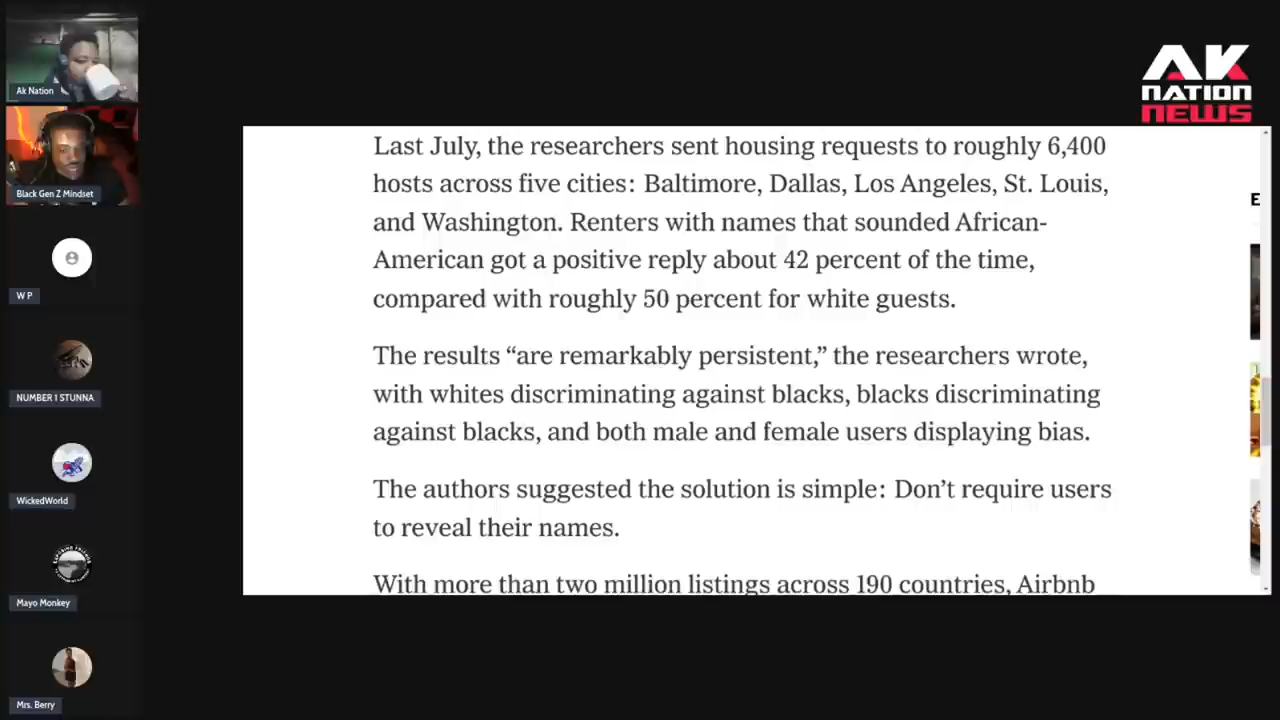 Ak Nation
Black Gen Z Mindset
W P
NUMBER 1 STUNNA
WickedWorld
Mayo Monkey
Mrs. Berry
AK
NATION
NEWS
Last July, the researchers sent housing requests to roughly 6,400
hosts across five cities: Baltimore, Dallas, Los Angeles, St. Louis,
and Washington. Renters with names that sounded African-
American got a positive reply about 42 percent of the time,
compared with roughly 50 percent for white guests.
The results “are remarkably persistent,” the researchers wrote,
with whites discriminating against blacks, blacks discriminating
against blacks, and both male and female users displaying bias.
The authors suggested the solution is simple: Don’t require users
to reveal their names.
With more than two million listings across 190 countries, Airbnb
E